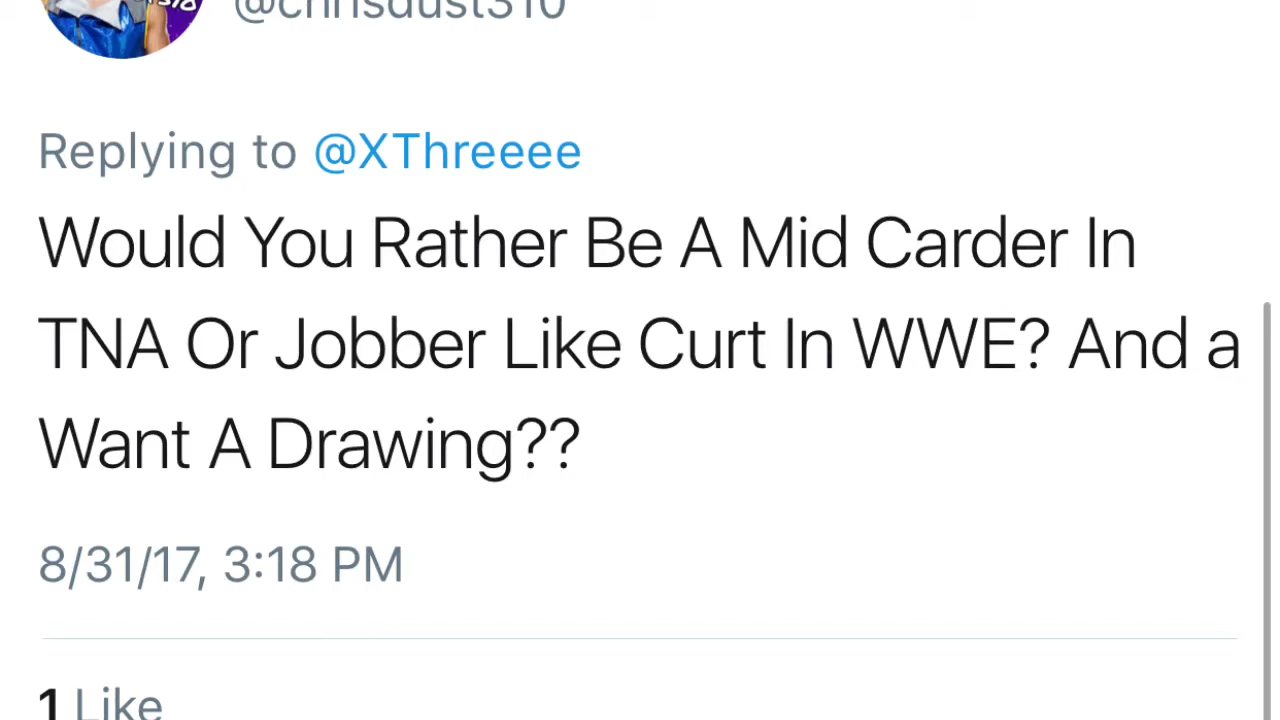 @chrisdust310
Replying to @XThreeee
Would You Rather Be A Mid Carder In
TNA Or Jobber Like Curt In WWE? And a
Want A Drawing??
8/31/17, 3:18 PM
1 Like